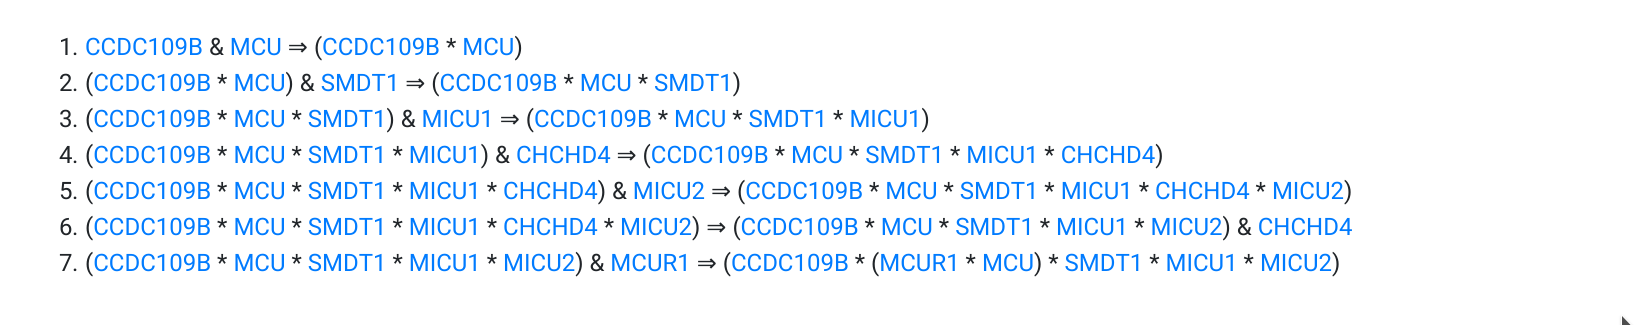 1. CCDC109B & MCU ⇒ (CCDC109B * MCU)
2. (CCDC109B * MCU) & SMDT1 ⇒ (CCDC109B * MCU * SMDT1)
3. (CCDC109B * MCU * SMDT1) & MICU1 ⇒ (CCDC109B * MCU * SMDT1 * MICU1)
4. (CCDC109B * MCU * SMDT1 * MICU1) & CHCHD4 ⇒ (CCDC109B * MCU * SMDT1 * MICU1 * CHCHD4)
5. (CCDC109B * MCU * SMDT1 * MICU1 * CHCHD4) & MICU2 ⇒ (CCDC109B * MCU * SMDT1 * MICU1 * CHCHD4 * MICU2)
6. (CCDC109B * MCU * SMDT1 * MICU1 * CHCHD4 * MICU2) ⇒ (CCDC109B * MCU * SMDT1 * MICU1 * MICU2) & CHCHD4
7. (CCDC109B * MCU * SMDT1 * MICU1 * MICU2) & MCUR1 ⇒ (CCDC109B * (MCUR1 * MCU) * SMDT1 * MICU1 * MICU2)